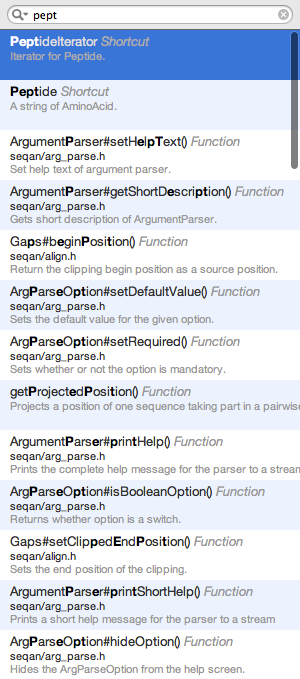 pept
PeptideIterator Shortcut
Iterator for Peptide.
Peptide Shortcut
A string of AminoAcid.
ArgumentParser#setHelpText() Function
seqan/arg_parse.h
Set help text of argument parser.
ArgumentParser#getShortDescription() Function
seqan/arg_parse.h
Gets short description of ArgumentParser.
Gaps#beginPosition() Function
seqan/align.h
Return the clipping begin position as a source position.
ArgParseOption#setDefaultValue() Function
seqan/arg_parse.h
Sets the default value for the given option.
ArgParseOption#setRequired() Function
seqan/arg_parse.h
Sets whether or not the option is mandatory.
getProjectedPosition() Function
Projects a position of one sequence taking part in a pairwise
ArgumentParser#printHelp() Function
seqan/arg_parse.h
Prints the complete help message for the parser to a stream
ArgParseOption#isBooleanOption() Function
seqan/arg_parse.h
Returns whether option is a switch.
Gaps#setClippedEndPosition() Function
seqan/align.h
Sets the end position of the clipping.
ArgumentParser#printShortHelp() Function
seqan/arg_parse.h
Prints a short help message for the parser to a stream
ArgParseOption#hideOption() Function
seqan/arg_parse.h
Hides the ArgParseOption from the help screen.